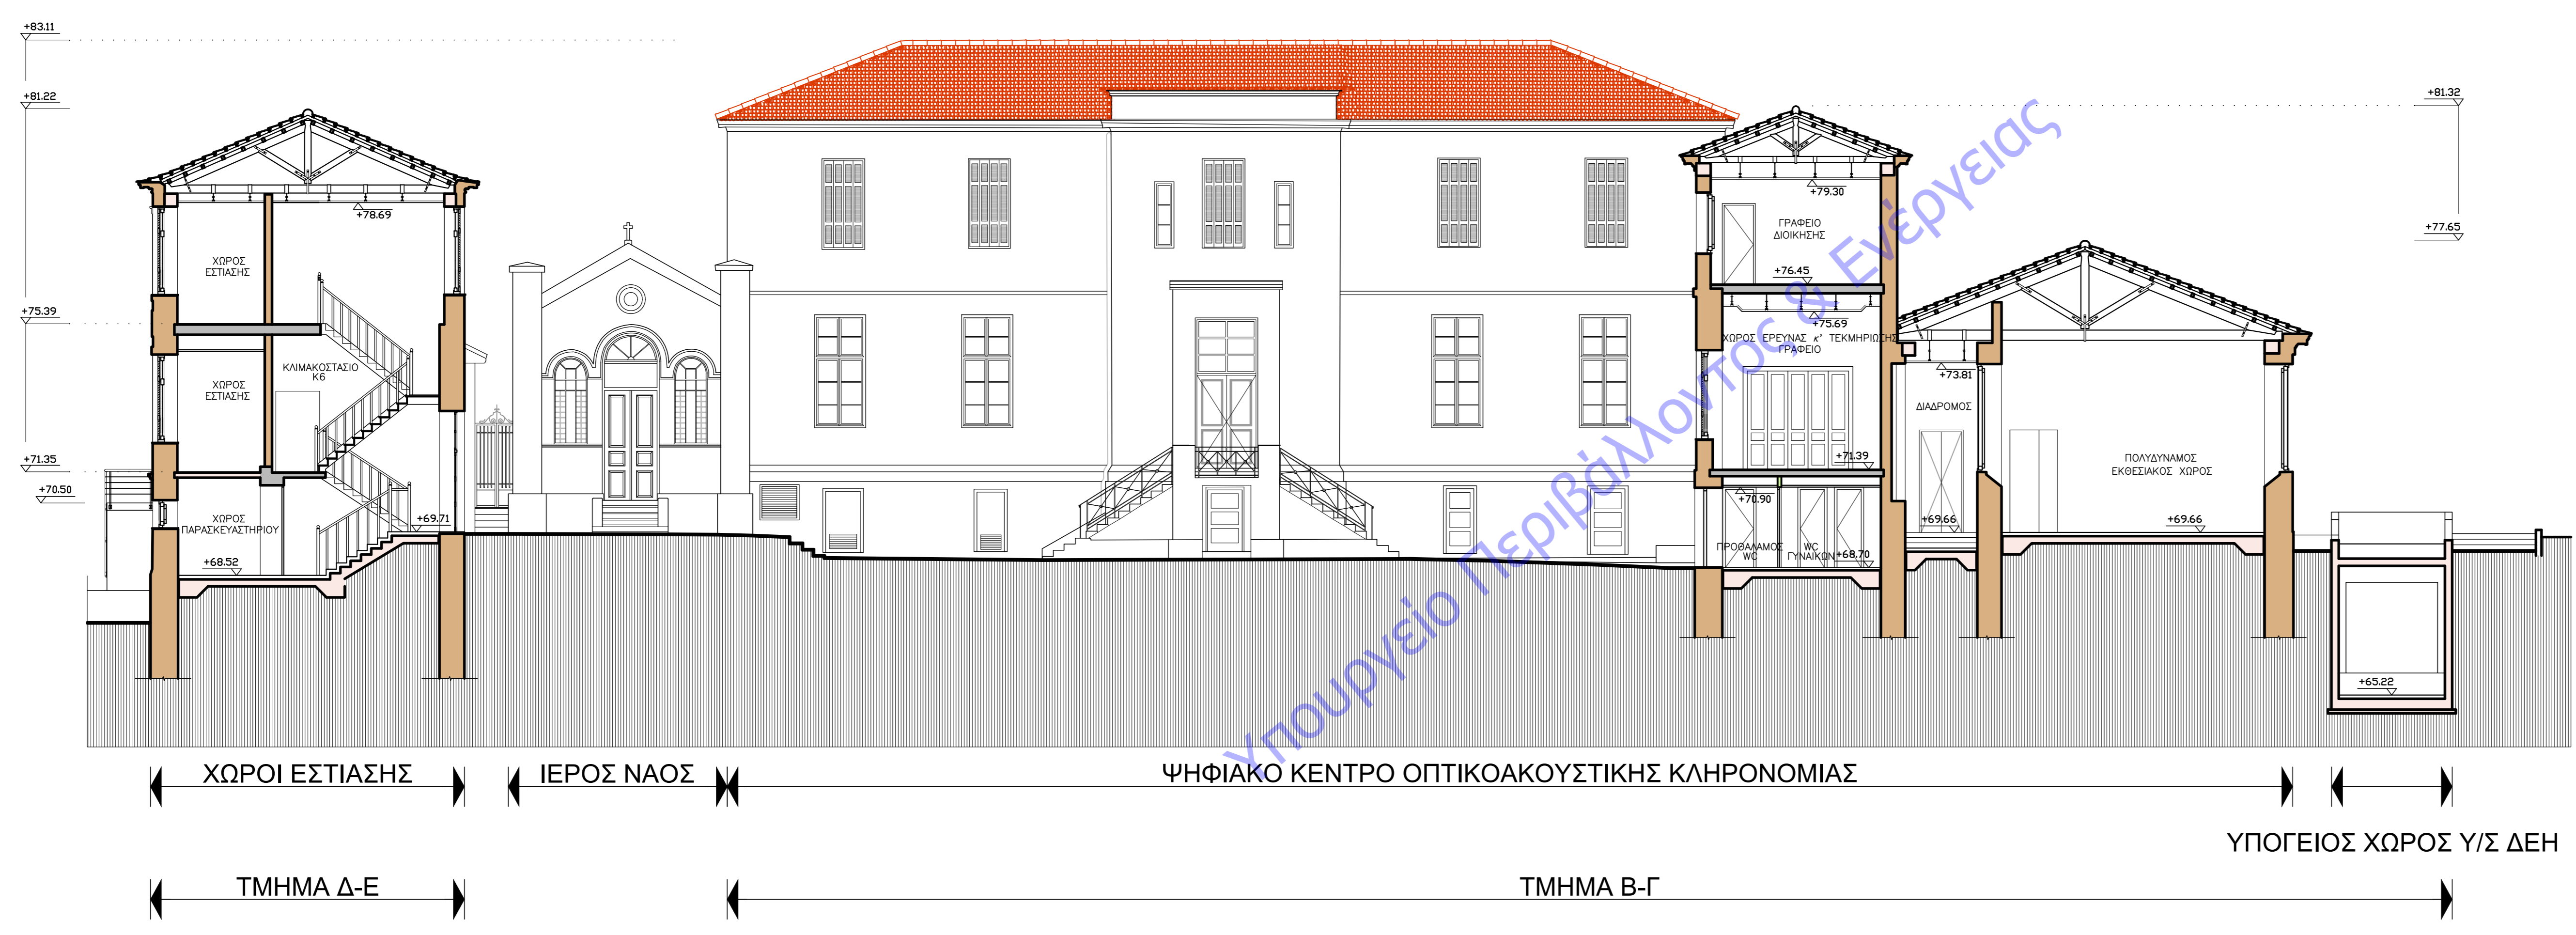 +83.11
+81.22
+81.32
+79.30
+78.69
ΓΡΑΦΕΙΟ
ΔΙΟΙΚΗΣΗΣ
+77.65
ΧΩΡΟΣ
ΕΣΤΙΑΣΗΣ
+76.45
+75.39
+75.69
ΧΩΡΟΣ ΕΡΕΥΝΑΣ κ' ΤΕΚΜΗΡΙΩΣΗΣ
ΓΡΑΦΕΙΟ
ΚΛΙΜΑΚΟΣΤΑΣΙΟ
Κ6
ΧΩΡΟΣ
ΕΣΤΙΑΣΗΣ
+73.81
ΔΙΑΔΡΟΜΟΣ
+71.35
+71.39
ΠΟΛΥΔΥΝΑΜΟΣ
ΕΚΘΕΣΙΑΚΟΣ ΧΩΡΟΣ
+70.50
+70.90
ΧΩΡΟΣ
ΠΑΡΑΣΚΕΥΑΣΤΗΡΙΟΥ
+69.71
+69.66
+69.66
ΠΡΟΘΑΛΑΜΟΣ
WC
WC
ΓΥΝΑΙΚΩΝ
+68.70
+68.52
+65.22
Υπουργείο Περιβάλλοντος & Ενέργειας
ΧΩΡΟΙ ΕΣΤΙΑΣΗΣ
ΙΕΡΟΣ ΝΑΟΣ
ΨΗΦΙΑΚΟ ΚΕΝΤΡΟ ΟΠΤΙΚΟΑΚΟΥΣΤΙΚΗΣ ΚΛΗΡΟΝΟΜΙΑΣ
ΥΠΟΓΕΙΟΣ ΧΩΡΟΣ Υ/Σ ΔΕΗ
ΤΜΗΜΑ Δ-Ε
ΤΜΗΜΑ Β-Γ